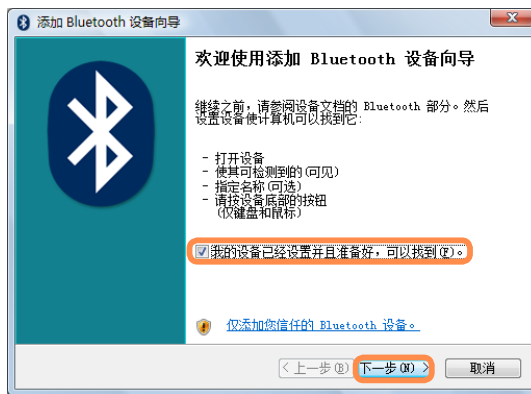 添加 Bluetooth 设备向导
欢迎使用添加 Bluetooth 设备向导
继续之前，请参阅设备文档的 Bluetooth 部分。然后
设置设备使计算机可以找到它:
- 打开设备
- 使其可检测到的(可见)
- 指定名称(可选)
- 请按设备底部的按钮
(仅键盘和鼠标)
我的设备已经设置并且准备好，可以找到(F)。
仅添加您信任的 Bluetooth 设备。
< 上一步(B) 下一步(N) > 取消